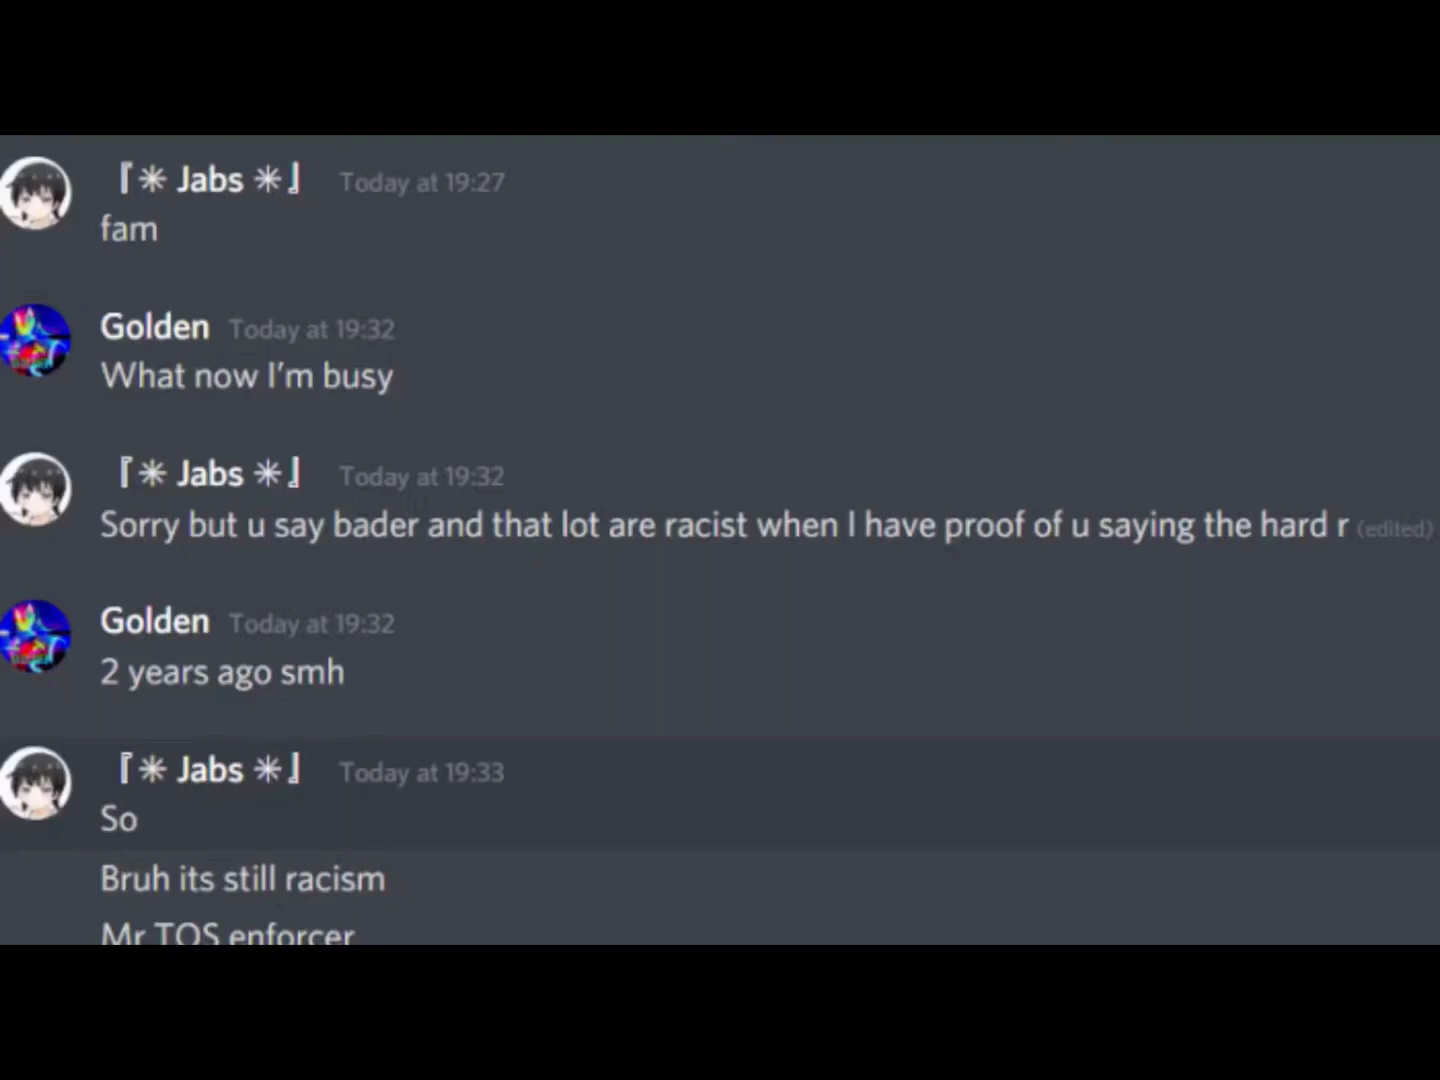 『✳ Jabs ✳』 Today at 19:27
fam
Golden Today at 19:32
What now I'm busy
『✳ Jabs ✳』 Today at 19:32
Sorry but u say bader and that lot are racist when I have proof of u saying the hard r (edited)
Golden Today at 19:32
2 years ago smh
『✳ Jabs ✳』 Today at 19:33
So
Bruh its still racism
Mr TOS enforcer